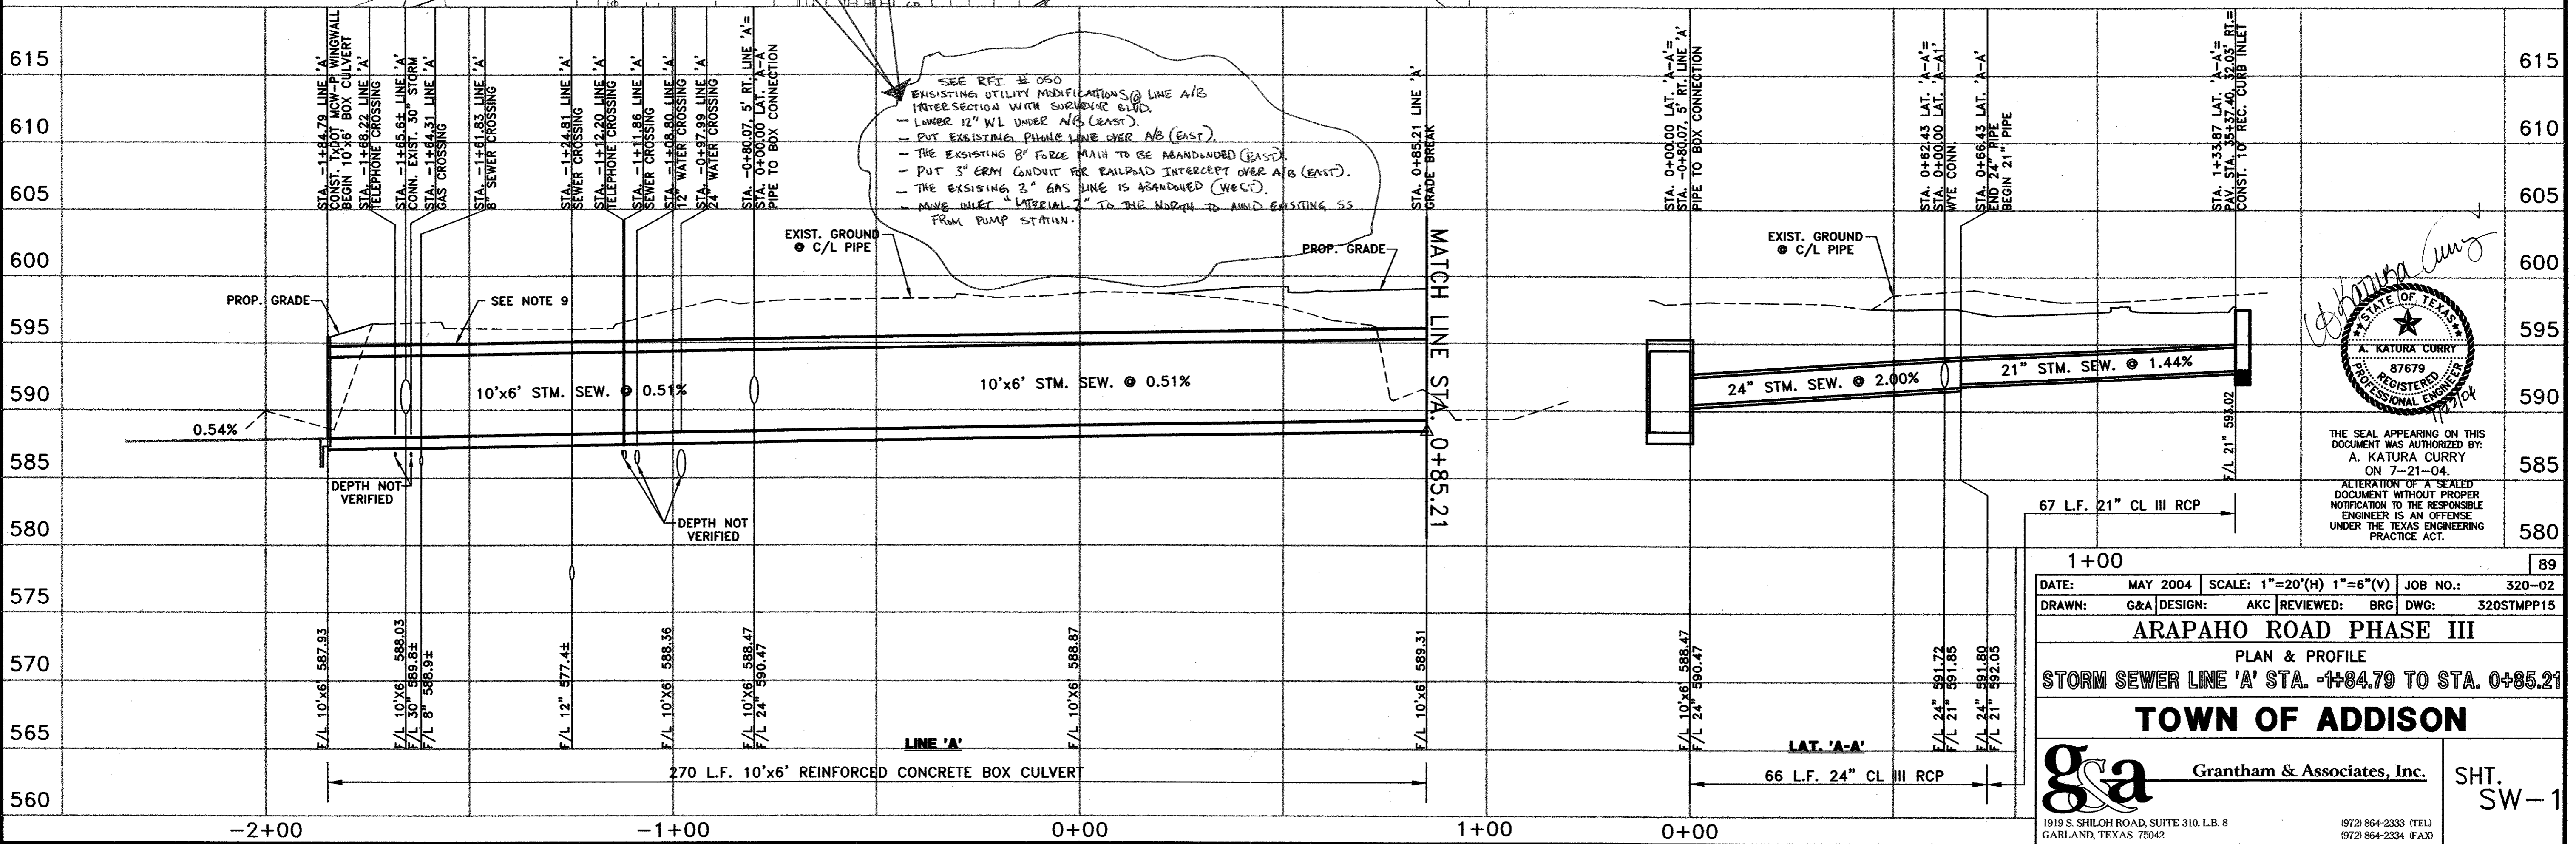 615
610
605
600
595
590
585
580
575
570
565
560
STA. -1+84.79 LINE 'A'
CONST. TxDOT MCW-P WINGWALL
BEGIN 10'x6' BOX CULVERT
STA. -1+68.22 LINE 'A'
TELEPHONE CROSSING
STA. -1+65.6± LINE 'A'
CONN. EXIST. 30" STORM
STA. -1+64.31 LINE 'A'
GAS CROSSING
STA. -1+61.83 LINE 'A'
8" SEWER CROSSING
STA. -1+24.81 LINE 'A'
SEWER CROSSING
STA. -1+12.20 LINE 'A'
TELEPHONE CROSSING
STA. -1+11.86 LINE 'A'
SEWER CROSSING
STA. -1+08.80 LINE 'A'
12" WATER CROSSING
STA. -0+97.99 LINE 'A'
24" WATER CROSSING
STA. -0+80.07, 5' RT. LINE 'A'=
STA. 0+00.00 LAT. 'A-A'
PIPE TO BOX CONNECTION
SEE RFI # 050
EXISISTING UTILITY MODIFICATIONS @ LINE A/B
INTERSECTION WITH SURVEYOR BLVD.
- LOWER 12" WL UNDER A/B (EAST).
- PUT EXSISTING PHONE LINE OVER A/B (EAST).
- THE EXSISTING 8" FORCE MAIN TO BE ABANDONDED (EAST).
- PUT 3" GRAY CONDUIT FOR RAILROAD INTERCEPT OVER A/B (EAST).
- THE EXSISING 3" GAS LINE IS ABANDONED (WEST).
- MOVE INLET "LATERIAL 2" TO THE NORTH TO AVOID EXISITING SS
FROM PUMP STATION.
STA. 0+85.21 LINE 'A'
GRADE BREAK
EXIST. GROUND
@ C/L PIPE
PROP. GRADE
PROP. GRADE
SEE NOTE 9
MATCH LINE STA. 0+85.21
0.54%
10'x6' STM. SEW. @ 0.51%
10'x6' STM. SEW. @ 0.51%
DEPTH NOT
VERIFIED
DEPTH NOT
VERIFIED
F/L 10'x6' 587.93
F/L 10'X6' 588.03
F/L 30" 589.8±
F/L 8" 588.9±
F/L 12" 577.4±
F/L 10'x6' 588.36
F/L 10'X6' 588.47
F/L 24" 590.47
F/L 10'x6' 588.87
F/L 10'x6' 589.31
LINE 'A'
270 L.F. 10'x6' REINFORCED CONCRETE BOX CULVERT
-2+00
-1+00
0+00
1+00
STA. 0+00.00 LAT. 'A-A'=
STA. -0+80.07, 5' RT. LINE 'A'
PIPE TO BOX CONNECTION
STA. 0+62.43 LAT. 'A-A'=
STA. 0+00.00 LAT. 'A-A1'
WYE CONN.
STA. 0+66.43 LAT. 'A-A'
END 24" PIPE
BEGIN 21" PIPE
STA. 1+33.87 LAT. 'A-A'=
PAV. STA. 35+37.40, 32.03' RT.=
CONST. 10' REC. CURB INLET
EXIST. GROUND
@ C/L PIPE
24" STM. SEW. @ 2.00%
21" STM. SEW. @ 1.44%
F/L 21" 593.02
67 L.F. 21" CL III RCP
F/L 10'x6' 588.47
F/L 24" 590.47
F/L 24" 591.72
F/L 21" 591.85
F/L 24" 591.80
F/L 21" 592.05
LAT. 'A-A'
66 L.F. 24" CL III RCP
0+00
1+00
615
610
605
600
595
590
585
580
A Katura Curry
STATE OF TEXAS
A. KATURA CURRY
87679
REGISTERED
PROFESSIONAL ENGINEER
THE SEAL APPEARING ON THIS
DOCUMENT WAS AUTHORIZED BY:
A. KATURA CURRY
ON 7-21-04.
ALTERATION OF A SEALED
DOCUMENT WITHOUT PROPER
NOTIFICATION TO THE RESPONSIBLE
ENGINEER IS AN OFFENSE
UNDER THE TEXAS ENGINEERING
PRACTICE ACT.
89
DATE: MAY 2004 SCALE: 1"=20'(H) 1"=6"(V) JOB NO.: 320-02
DRAWN: G&A DESIGN: AKC REVIEWED: BRG DWG: 320STMPP15
ARAPAHO ROAD PHASE III
PLAN & PROFILE
STORM SEWER LINE 'A' STA. -1+84.79 TO STA. 0+85.21
TOWN OF ADDISON
g&a Grantham & Associates, Inc.
SHT.
SW-1
1919 S. SHILOH ROAD, SUITE 310, L.B. 8 (972) 864-2333 (TEL)
GARLAND, TEXAS 75042 (972) 864-2334 (FAX)